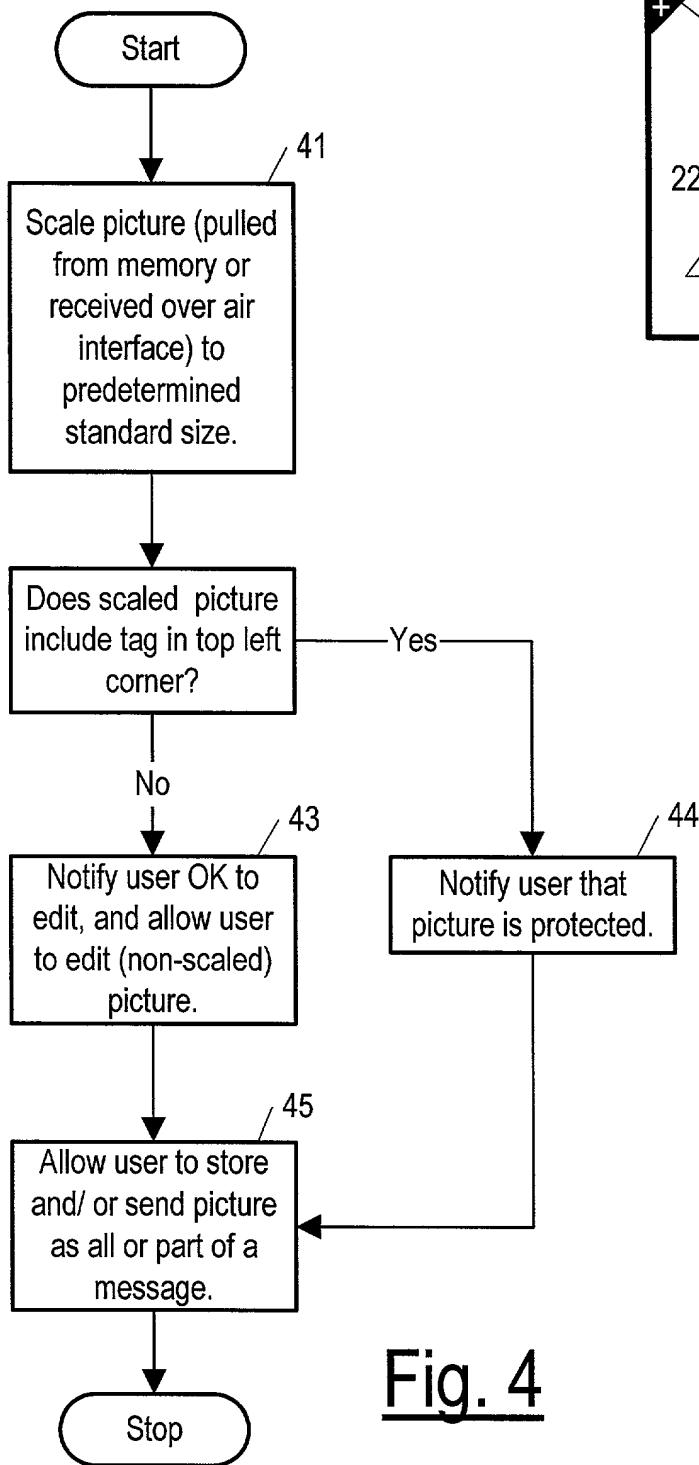 Start
41
Scale picture (pulled
from memory or
received over air
interface) to
predetermined
standard size.
Does scaled picture
include tag in top left
corner?
Yes
No
43
Notify user OK to
edit, and allow user
to edit (non-scaled)
picture.
44
Notify user that
picture is protected.
45
Allow user to store
and/ or send picture
as all or part of a
message.
Stop
Fig. 4
+
22